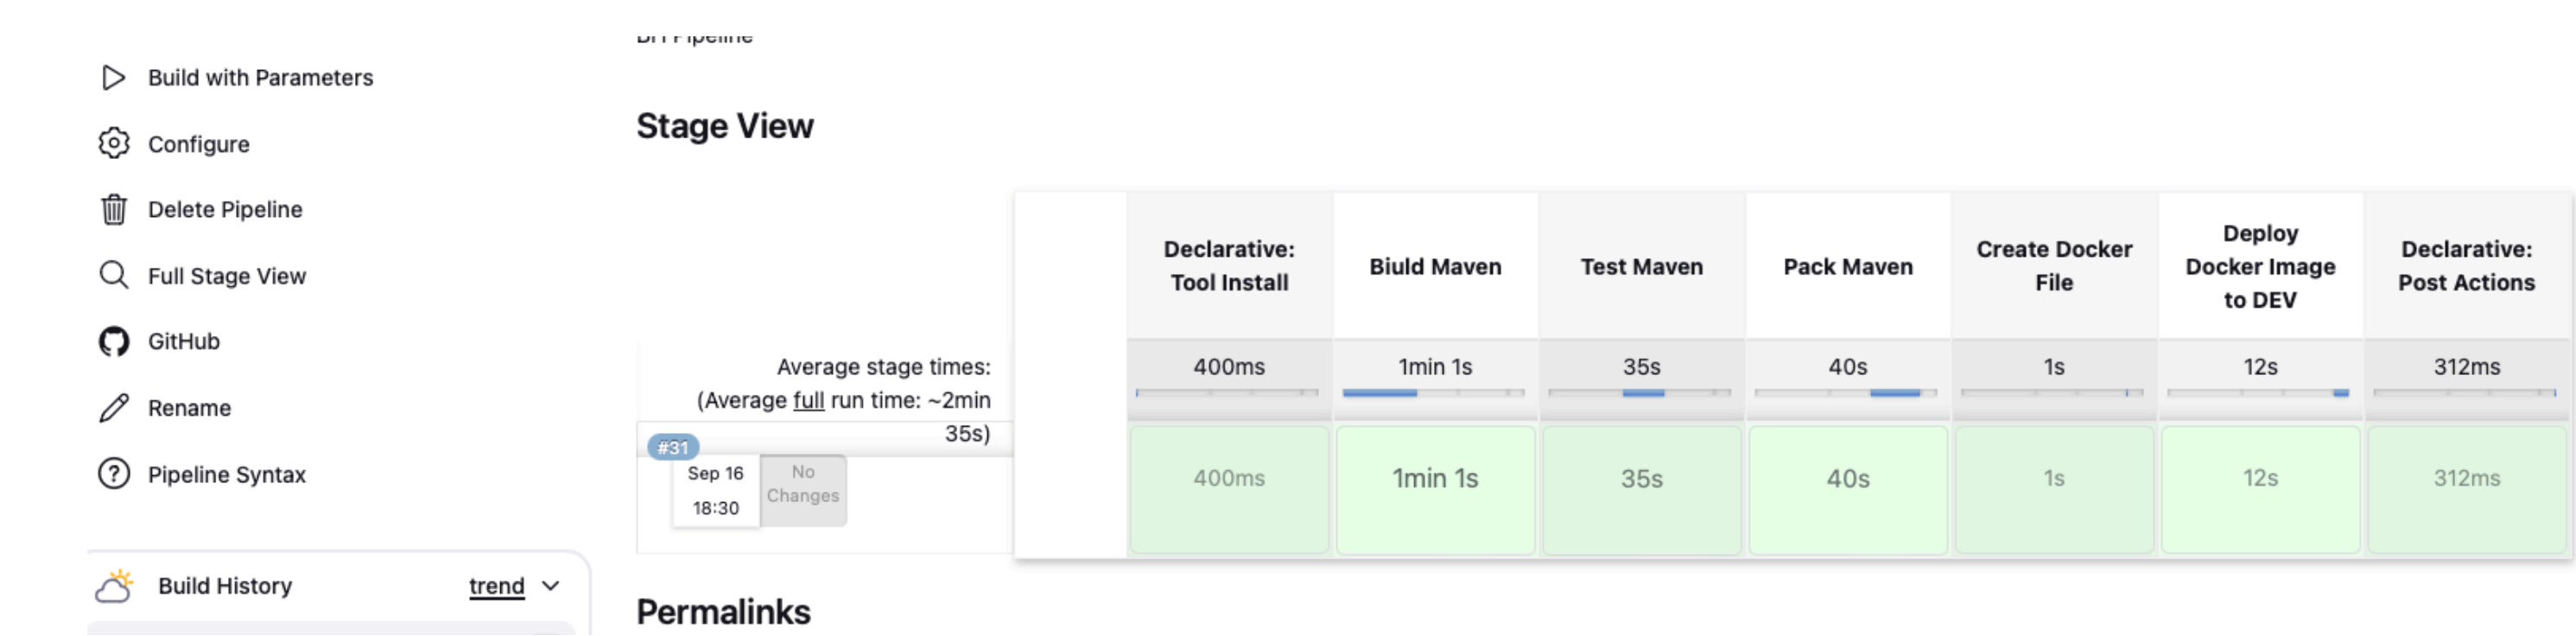 Build with Parameters
Configure
Delete Pipeline
Full Stage View
GitHub
Rename
Pipeline Syntax
Build History trend
Pipeline
Stage View
Declarative:
Tool Install
Biuld Maven
Test Maven
Pack Maven
Create Docker
File
Deploy
Docker Image
to DEV
Declarative:
Post Actions
Average stage times:
(Average full run time: ~2min
35s)
400ms
1min 1s
35s
40s
1s
12s
312ms
#31
Sep 16
18:30
No
Changes
400ms
1min 1s
35s
40s
1s
12s
312ms
Permalinks